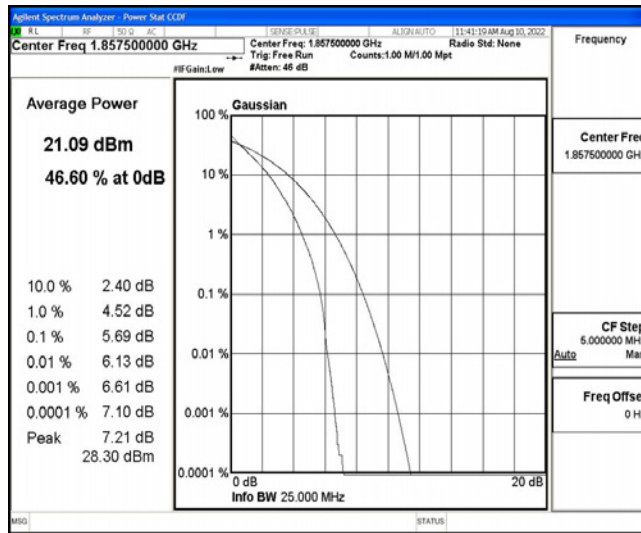 Agilent Spectrum Analyzer - Power Stat CCDF
RL RF 50 Ω AC SENSE:PULSE ALIGN AUTO 11:41:19 AM Aug 10, 2022
Center Freq 1.857500000 GHz
Center Freq: 1.857500000 GHz Radio Std: None
Trig: Free Run Counts:1.00 M/1.00 Mpt
#IFGain:Low #Atten: 46 dB
Frequency
Average Power
21.09 dBm
46.60 % at 0dB
10.0 % 2.40 dB
1.0 % 4.52 dB
0.1 % 5.69 dB
0.01 % 6.13 dB
0.001 % 6.61 dB
0.0001 % 7.10 dB
Peak 7.21 dB
28.30 dBm
Gaussian
100 %
10 %
1 %
0.1 %
0.01 %
0.001 %
0.0001 %
0 dB 20 dB
Info BW 25.000 MHz
Center Fre
1.857500000 GH
CF Step
5.000000 MH
Auto Ma
Freq Offse
0 H
MSG STATUS